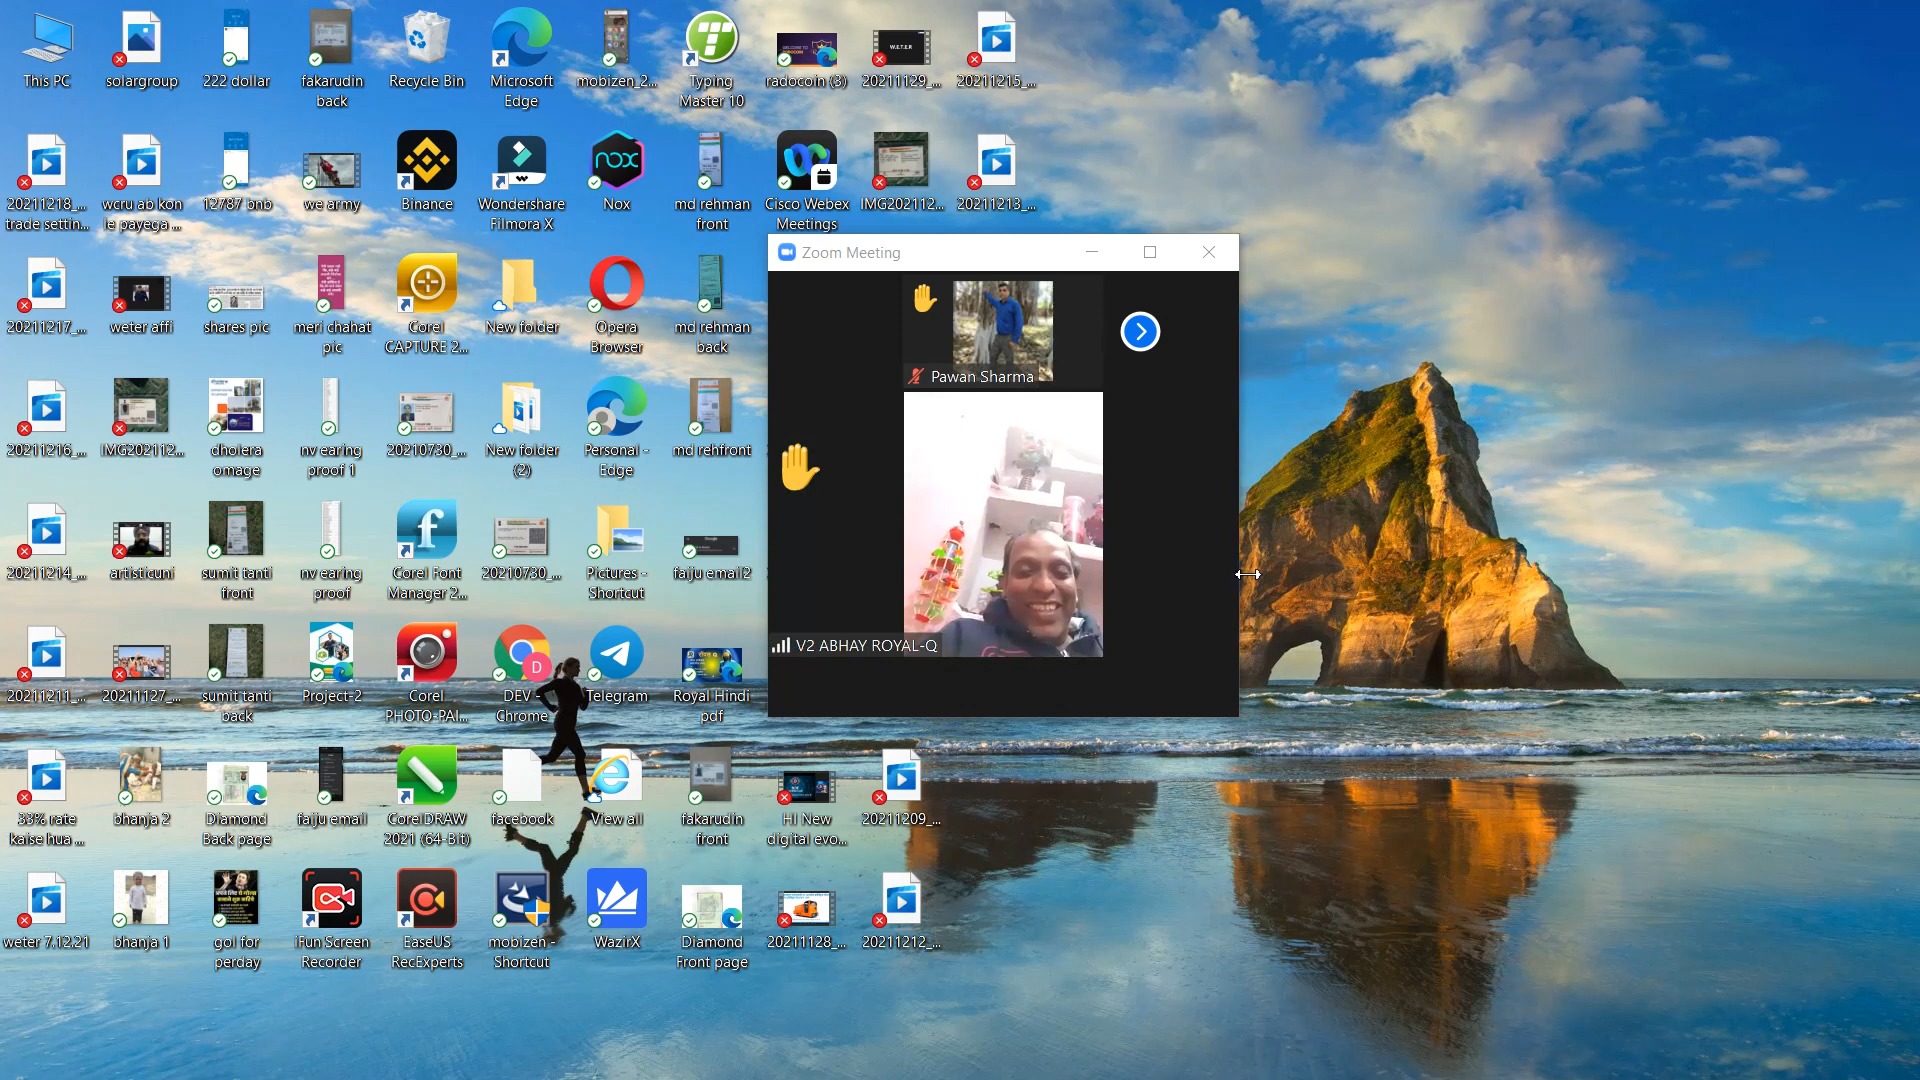 This PC
solargroup
222 dollar
fakarudin
back
Recycle Bin
Microsoft
Edge
mobizen_2...
Typing
Master 10
radocoin (3)
20211129_...
20211215_...
20211218_...
trade settin...
wcru ab kon
le payega ...
12787 bnb
we army
Binance
Wondershare
Filmora X
Nox
md rehman
front
Cisco Webex
Meetings
IMG202112...
20211213_...
20211217_...
weter affi
shares pic
meri chahat
pic
Corel
CAPTURE 2...
New folder
Opera
Browser
md rehman
back
Zoom Meeting
Pawan Sharma
20211216_...
IMG202112...
dholera
omage
nv earing
proof 1
20210730_...
New folder
(2)
Personal -
Edge
md rehfront
20211214_...
artisticuni
sumit tanti
front
nv earing
proof
Corel Font
Manager 2...
20210730_...
Pictures -
Shortcut
faiju email2
V2 ABHAY ROYAL-Q
20211211_...
20211127_...
sumit tanti
back
Project-2
Corel
PHOTO-PAI...
DEV -
Chrome
Telegram
Royal Hindi
pdf
33% rate
kaise hua ...
bhanja 2
Diamond
Back page
faiju email
CorelDRAW
2021 (64-Bit)
facebook
View all
fakarudin
front
HI New
digital evo...
20211209_...
weter 7.12.21
bhanja 1
gol for
perday
iFun Screen
Recorder
EaseUS
RecExperts
mobizen -
Shortcut
WazirX
Diamond
Front page
20211128_...
20211212_...